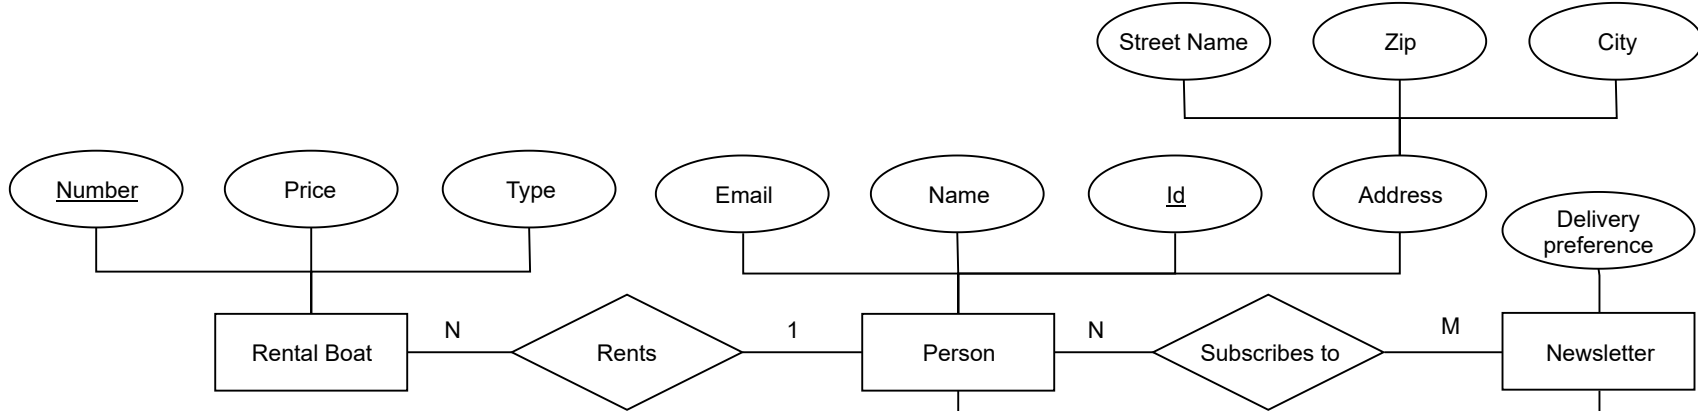 Street Name
Zip
City
Number
Price
Type
Email
Name
Id
Address
Delivery
preference
N
1
N
M
Rental Boat
Rents
Person
Subscribes to
Newsletter